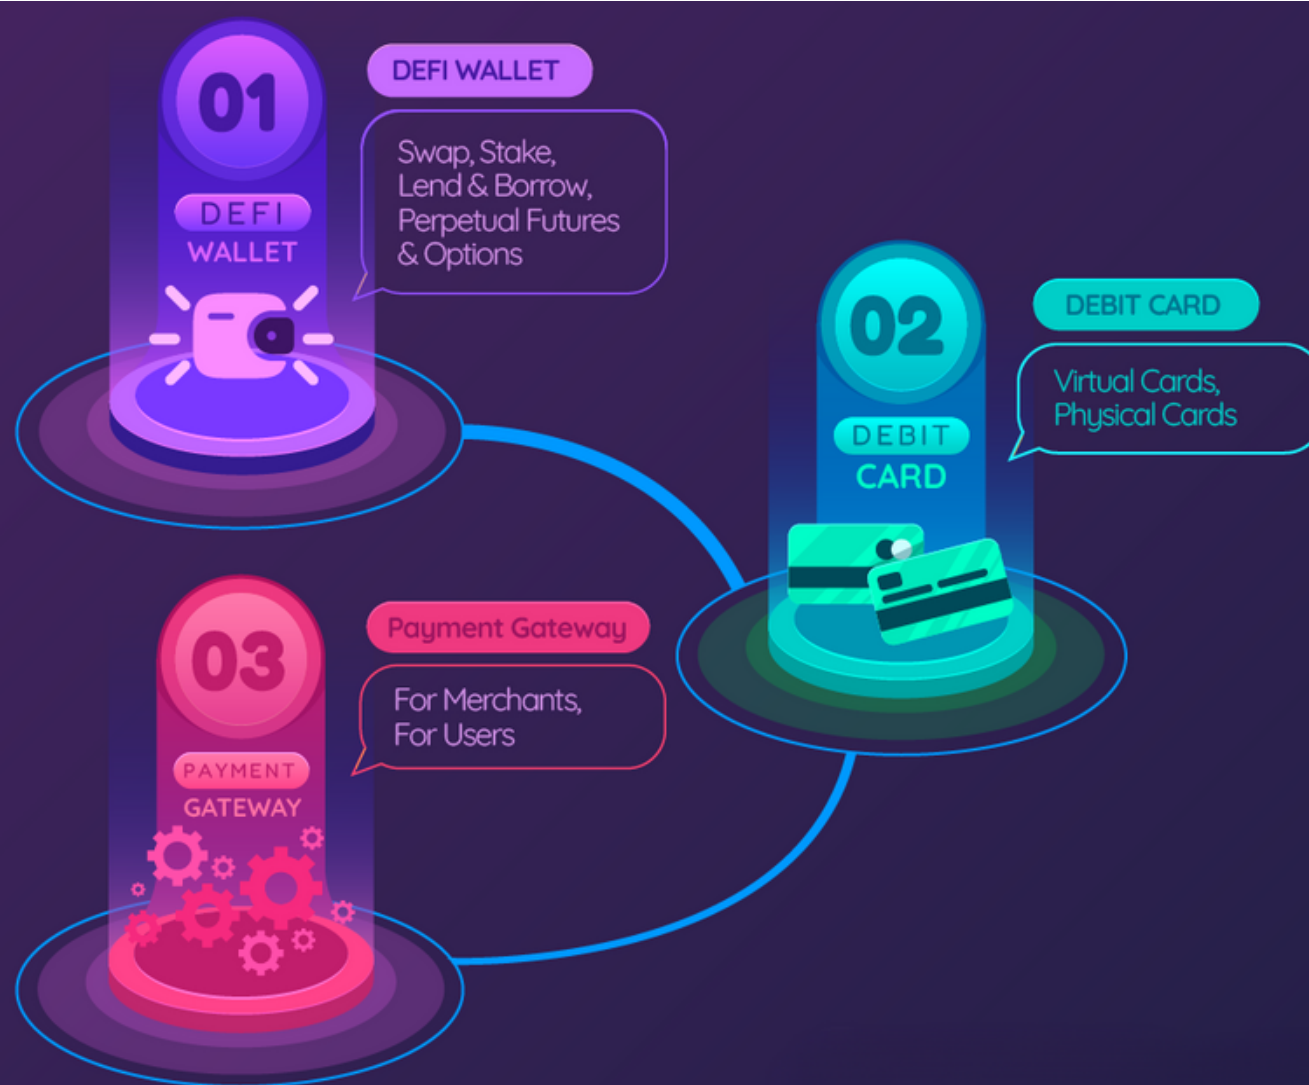 01
DEFI
WALLET
DEFI WALLET
Swap, Stake,
Lend & Borrow,
Perpetual Futures
& Options
02
DEBIT
CARD
DEBIT CARD
Virtual Cards,
Physical Cards
03
PAYMENT
GATEWAY
Payment Gateway
For Merchants,
For Users